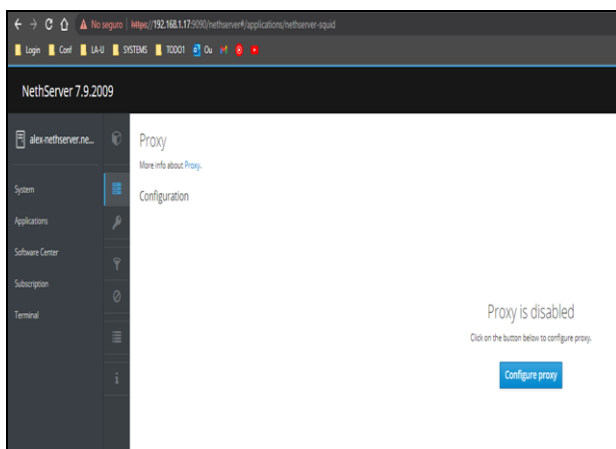 No seguro | https://192.168.1.17:9090/nethserver#/applications/nethserver-squid
Login Conf LA-U SYSTEMS TODO1 Ou
NethServer 7.9.2009
alex-nethserver.ne...
Proxy
More info about Proxy.
System
Configuration
Applications
Software Center
Subscription
Terminal
Proxy is disabled
Click on the button below to configure proxy.
Configure proxy